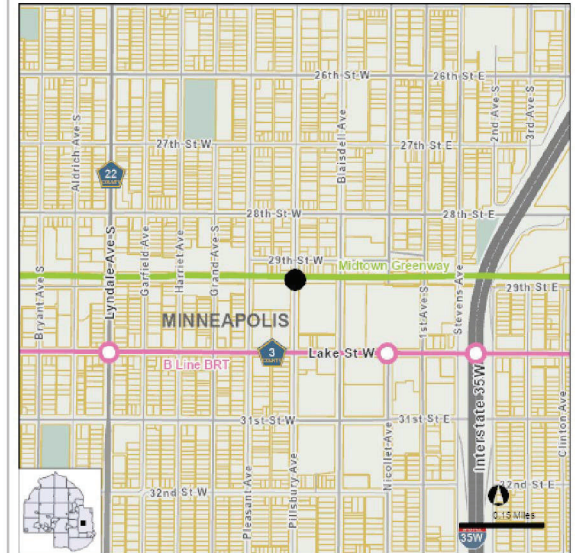 26th St W
26th St E
Aldrich Ave S
Blaisdell Ave
2nd Ave S
3rd Ave S
27th St W
27th St E
22
COUNTY
28th St W
28th St E
Lyndale Ave S
Garfield Ave
Harriet Ave
Grand Ave S
29th St W
Midtown Greenway
Bryant Ave S
1st Ave S
Stevens Ave
29th St E
MINNEAPOLIS
3
COUNTY
Lake St W
B Line BRT
Interstate 35W
Clinton Ave
31st St W
31st St E
Pleasant Ave
Pillsbury Ave
Nicollet Ave
32nd St W
32nd St E
0.15 Miles
35W